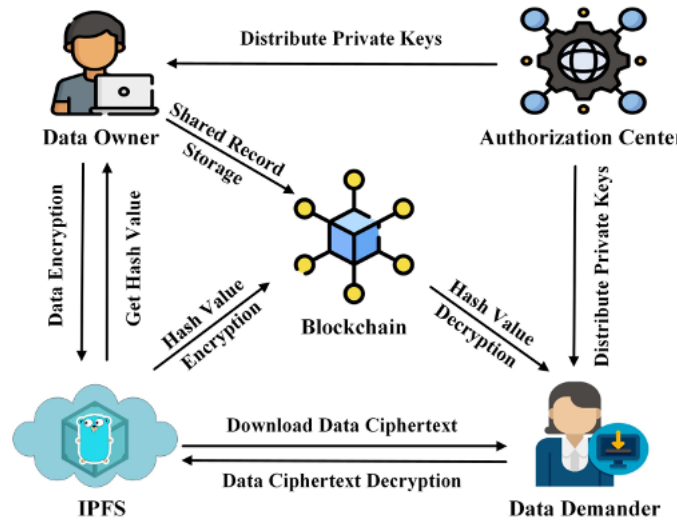 Distribute Private Keys
Data Owner
Authorization Center
Shared Record
Storage
Data Encryption
Get Hash Value
Distribute Private Keys
Hash Value
Encryption
Blockchain
Hash Value
Decryption
Download Data Ciphertext
Data Ciphertext Decryption
IPFS
Data Demander